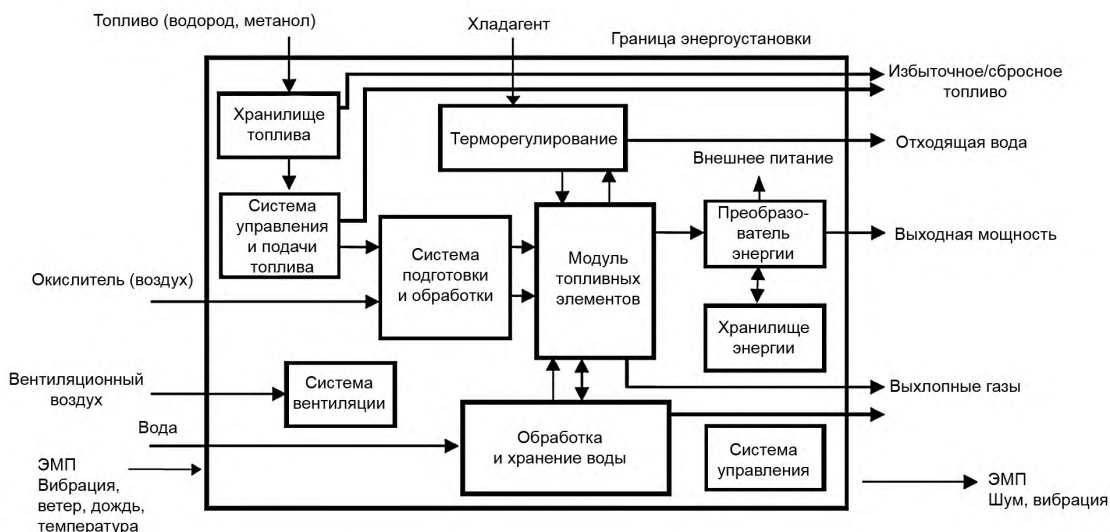 Топливо (водород, метанол)
Хладагент
Граница энергоустановки
Избыточное/сбросное
топливо
Хранилище
топлива
Терморегулирование
Отходящая вода
Внешнее питание
Система
управления
и подачи
топлива
Преобразо-
ватель
энергии
Выходная мощность
Система
подготовки
и обработки
Модуль
топливных
элементов
Окислитель (воздух)
Хранилище
энергии
Вентиляционный
воздух
Система
вентиляции
Выхлопные газы
Вода
Обработка
и хранение воды
Система
управления
ЭМП
Вибрация,
ветер, дождь,
температура
ЭМП
Шум, вибрация